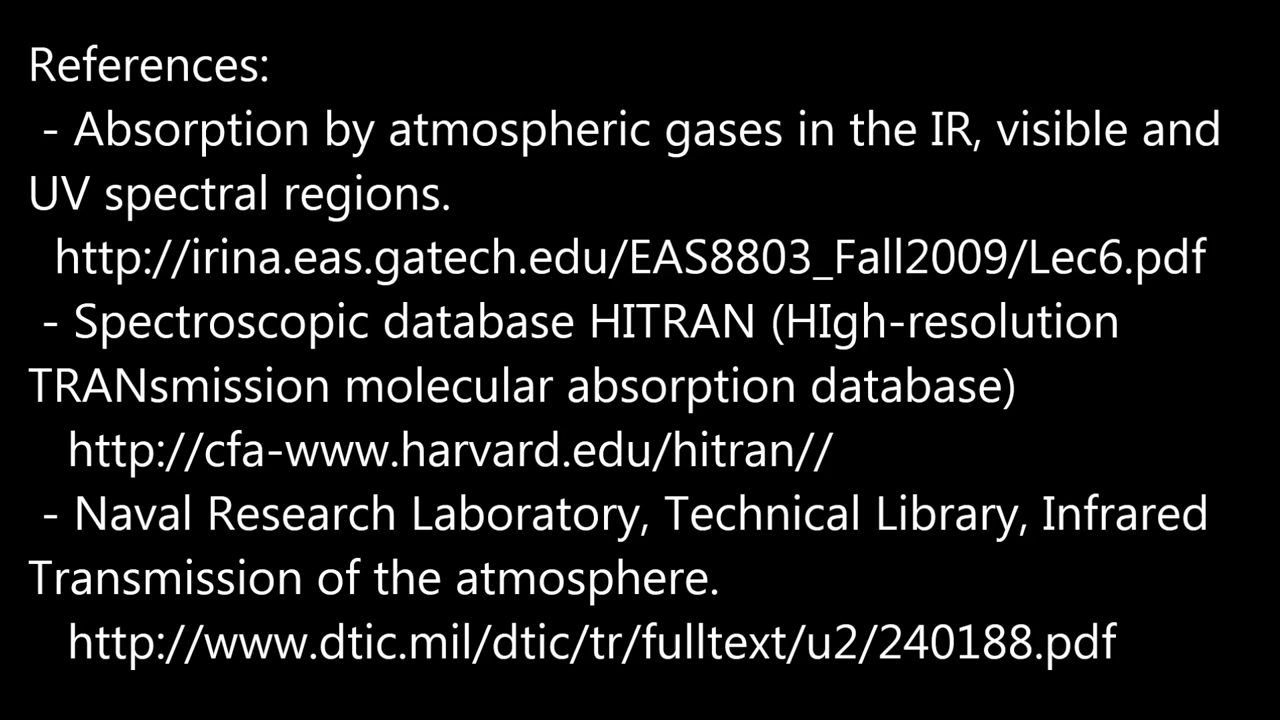 References:
- Absorption by atmospheric gases in the IR, visible and
UV spectral regions.
http://irina.eas.gatech.edu/EAS8803_Fall2009/Lec6.pdf
- Spectroscopic database HITRAN (HIgh-resolution
TRANsmission molecular absorption database)
http://cfa-www.harvard.edu/hitran//
- Naval Research Laboratory, Technical Library, Infrared
Transmission of the atmosphere.
http://www.dtic.mil/dtic/tr/fulltext/u2/240188.pdf